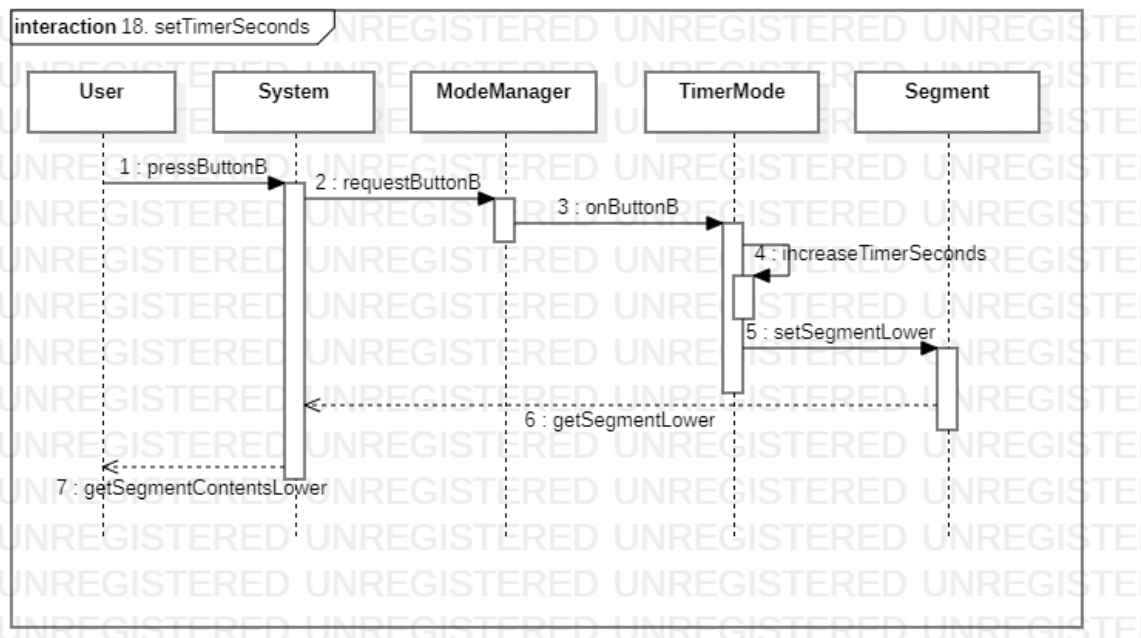 interaction 18. setTimerSeconds
User
System
ModeManager
TimerMode
Segment
1 : pressButtonB
2 : requestButtonB
3 : onButtonB
4 : increaseTimerSeconds
5 : setSegmentLower
6 : getSegmentLower
7 : getSegmentContentsLower
UNREGISTERED